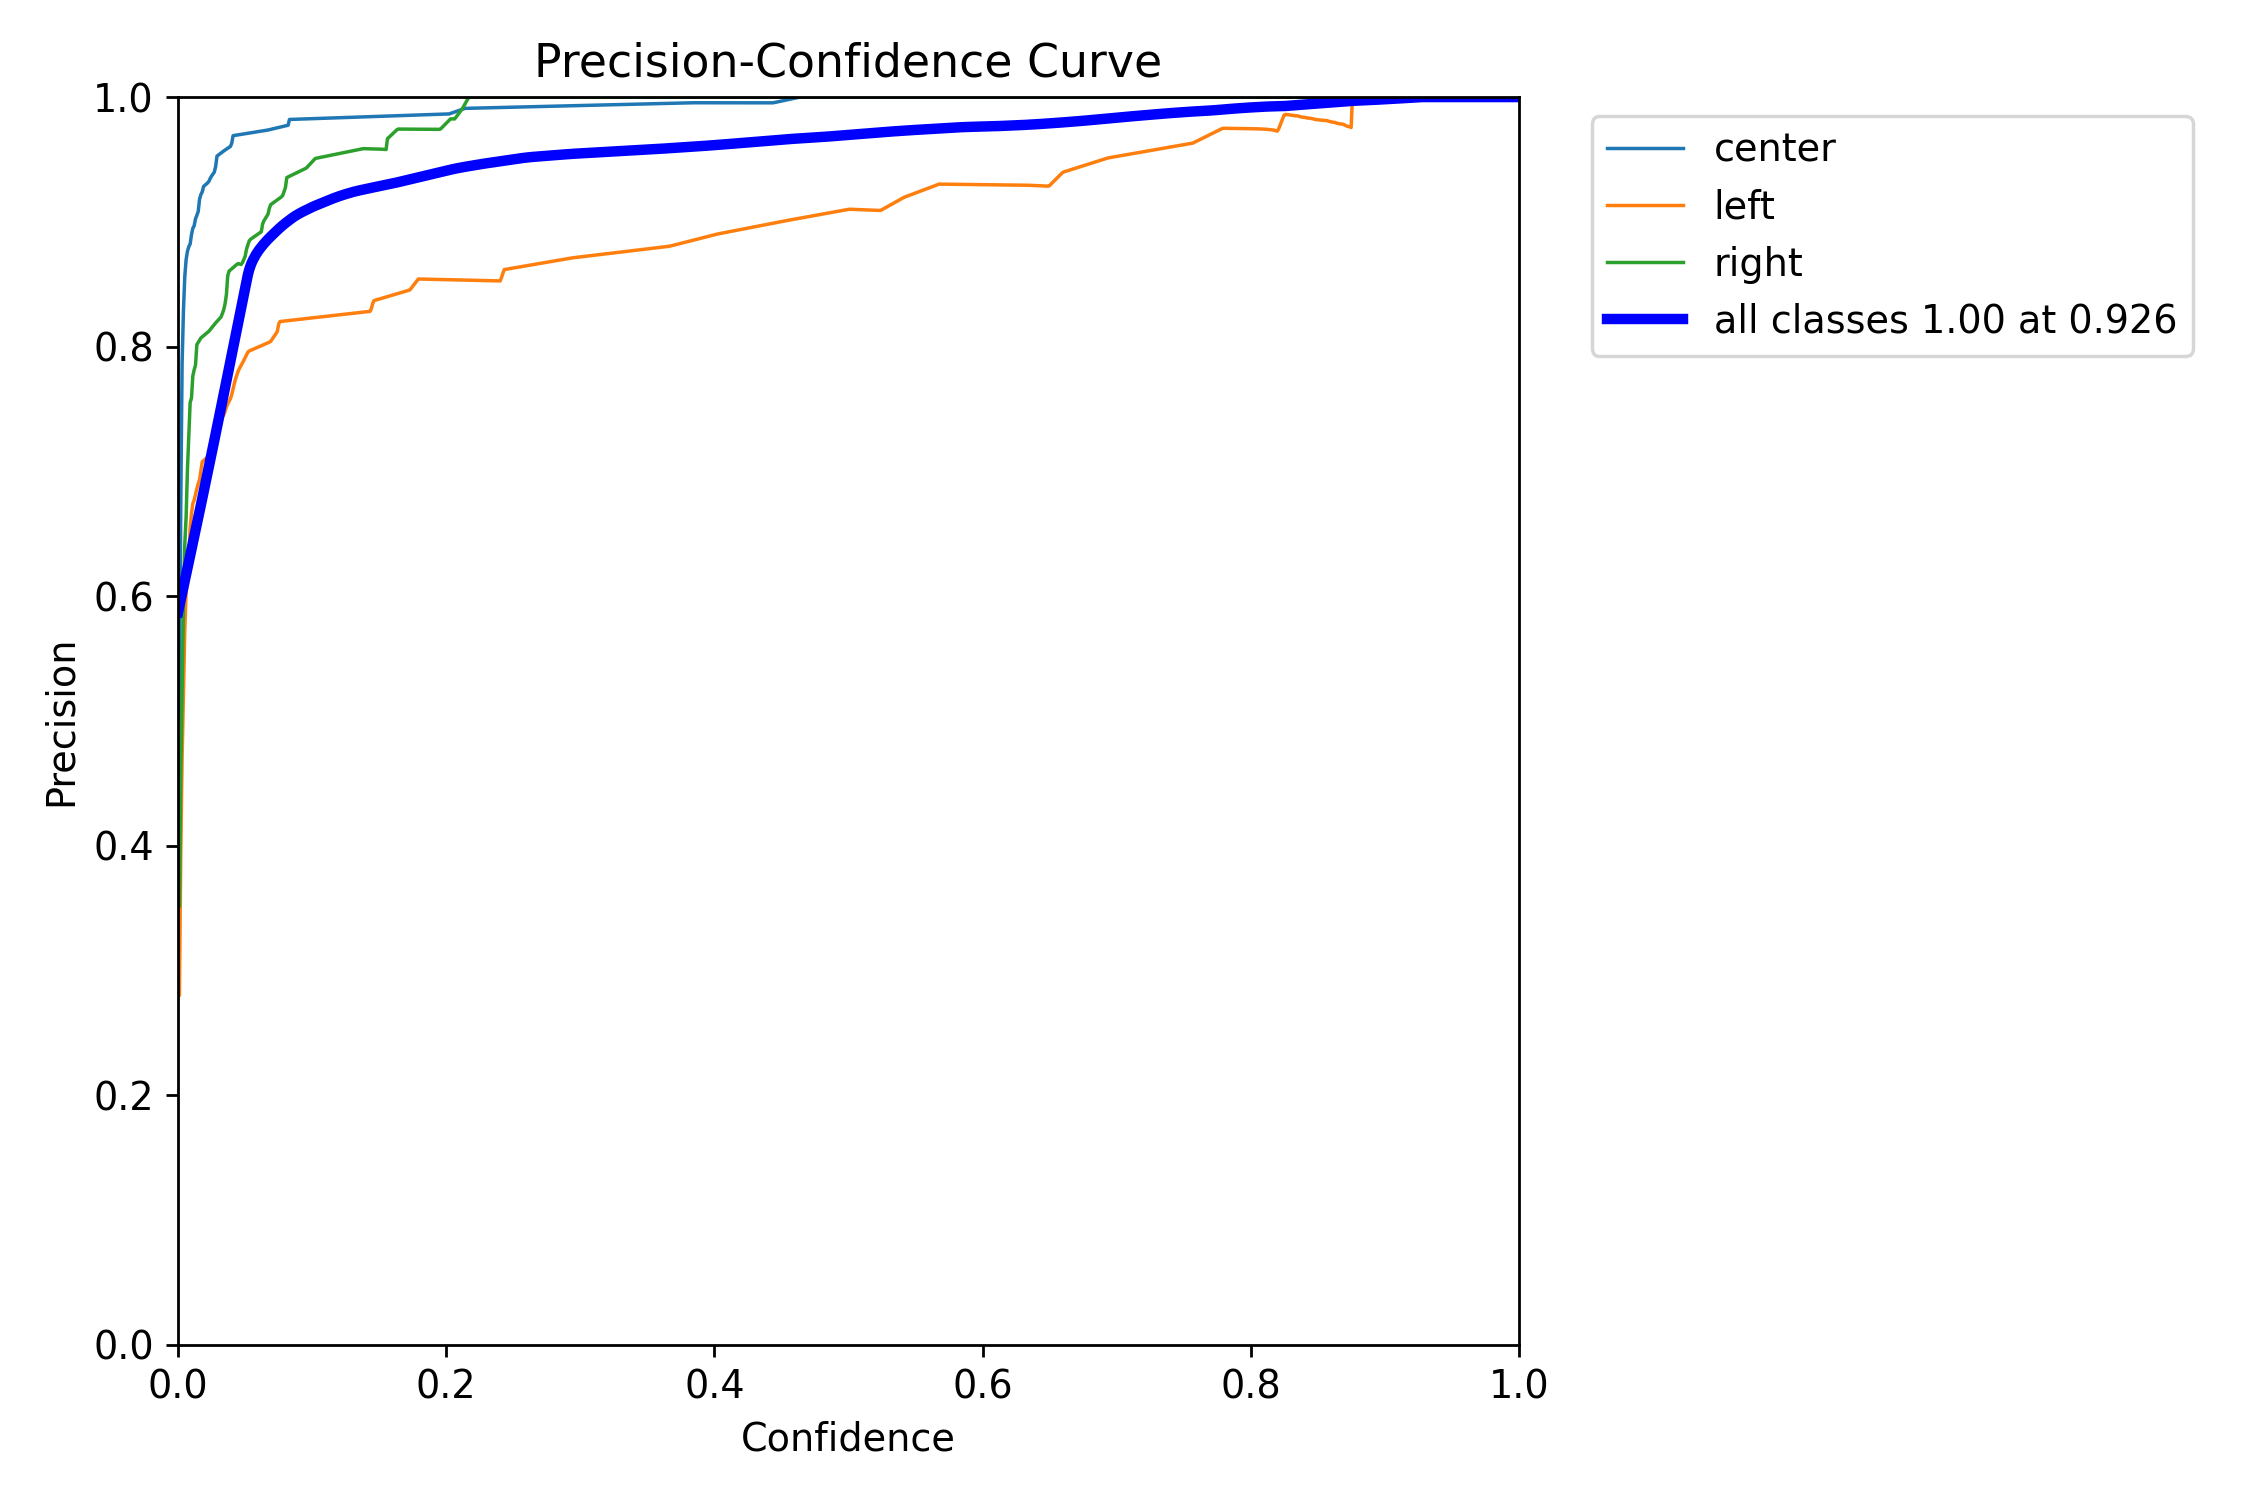 Precision-Confidence Curve
1.0
0.8
0.6
0.4
0.2
0.0
Precision
0.0 0.2 0.4 0.6 0.8 1.0
Confidence
center
left
right
all classes 1.00 at 0.926